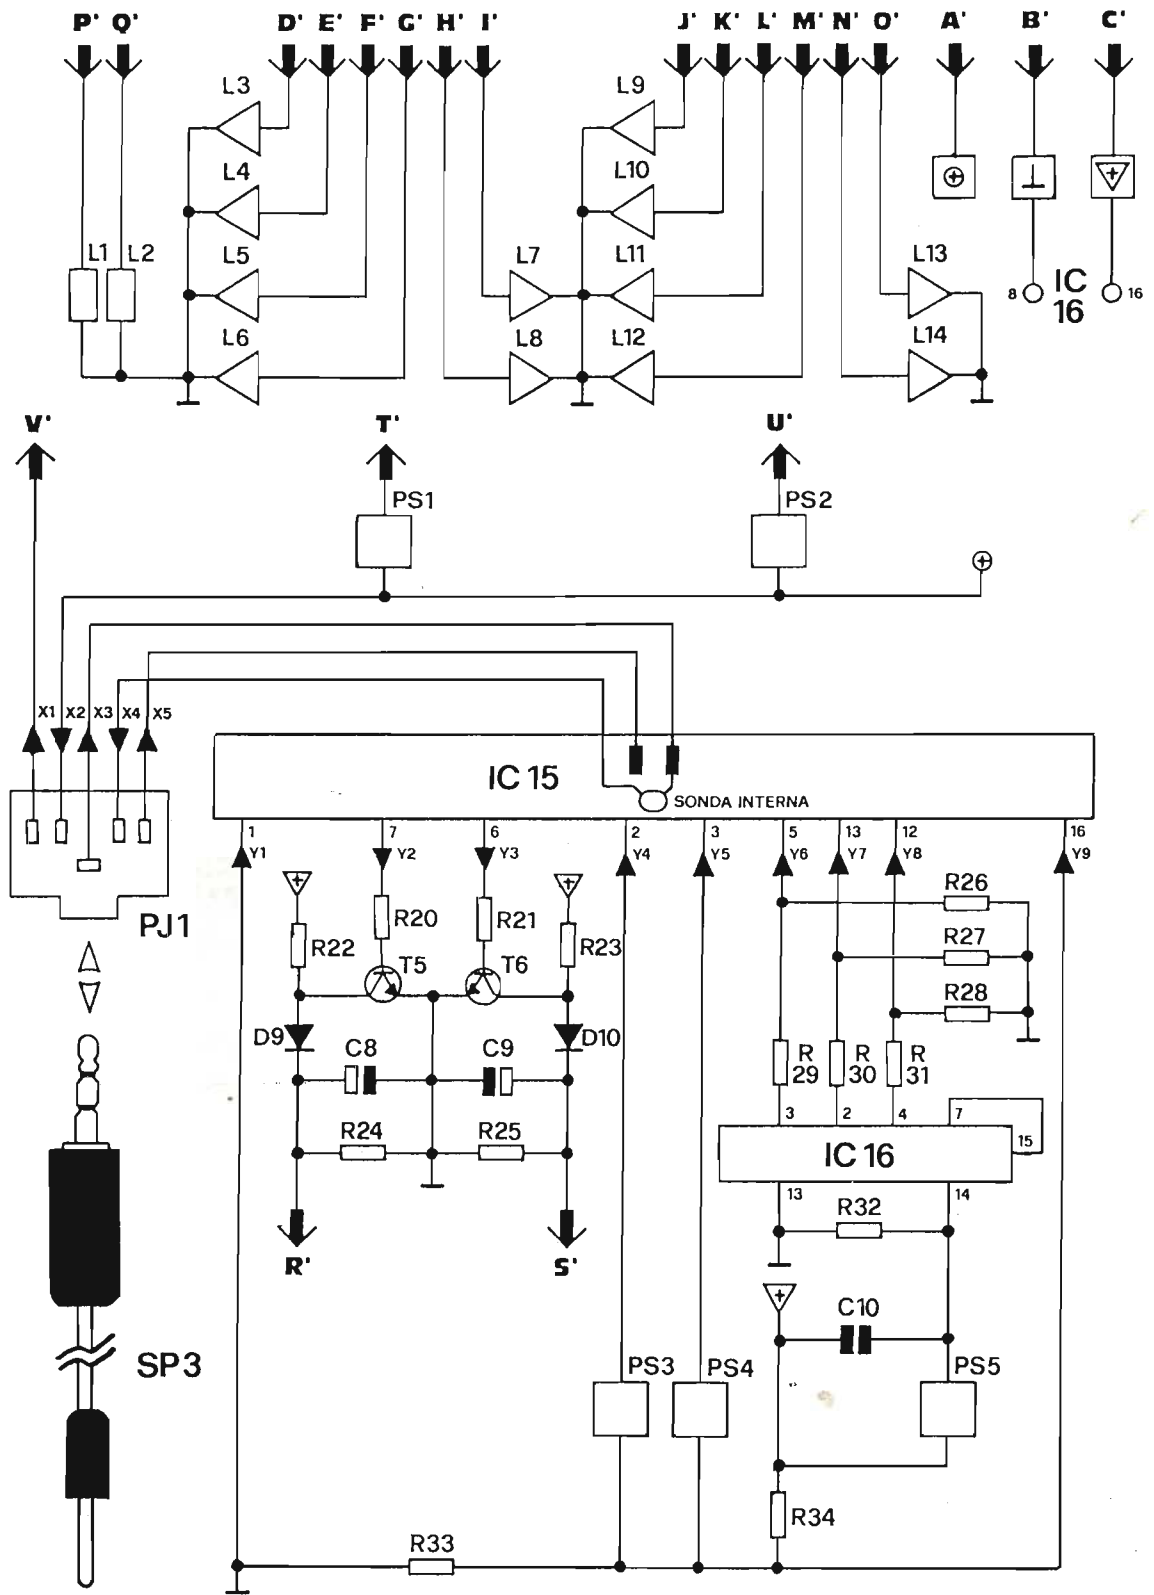 P' Q' D' E' F' G' H' I' J' K' L' M' N' O' A' B' C'
L3 L9
L4 L10
L1 L2 L5 L7 L11 L13
8 IC 16 16
L6 L8 L12 L14
V' T' U'
PS1 PS2
X1 X2 X3 X4 X5
IC 15
SONDA INTERNA
1 7 6 2 3 5 13 12 16
Y1 Y2 Y3 Y4 Y5 Y6 Y7 Y8 Y9
R26
PJ1 R20 R21
R22 R23 R27
T5 T6
R28
D9 D10
C8 C9 R 29 R 30 R 31
3 2 4 7
R24 R25 IC 16 15
13 14
R32
R' S'
C10
SP3 PS3 PS4 PS5
R34
R33